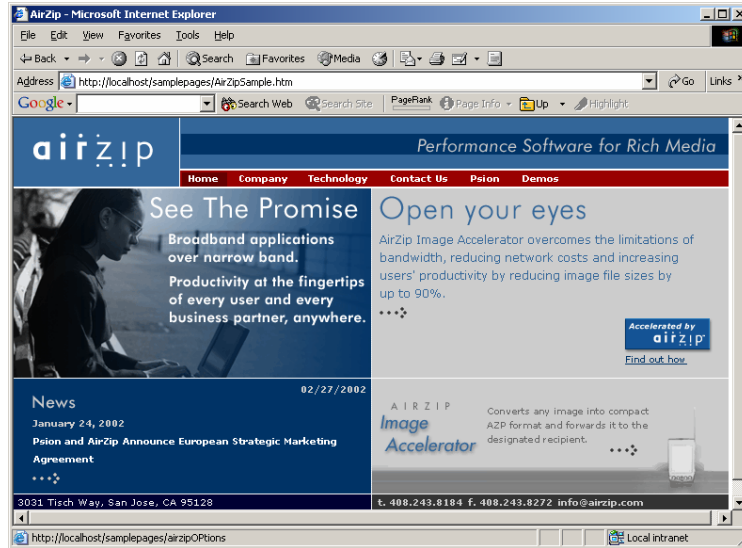 AirZip - Microsoft Internet Explorer
File Edit View Favorites Tools Help
Back Search Favorites Media
Address http://localhost/samplepages/AirZipSample.htm Go Links
Google Search Web Search Site PageRank Page Info Up Highlight
airzip
Performance Software for Rich Media
Home Company Technology Contact Us Psion Demos
See The Promise
Broadband applications
over narrow band.
Productivity at the fingertips
of every user and every
business partner, anywhere.
Open your eyes
AirZip Image Accelerator overcomes the limitations of
bandwidth, reducing network costs and increasing
users' productivity by reducing image file sizes by
up to 90%.
Accelerated by
airzip
Find out how
02/27/2002
News
January 24, 2002
Psion and AirZip Announce European Strategic Marketing
Agreement
AIRZIP
Image
Accelerator
Converts any image into compact
AZP format and forwards it to the
designated recipient.
3031 Tisch Way, San Jose, CA 95128
t. 408.243.8184 f. 408.243.8272 info@airzip.com
http://localhost/samplepages/airzipOPtions
Local intranet